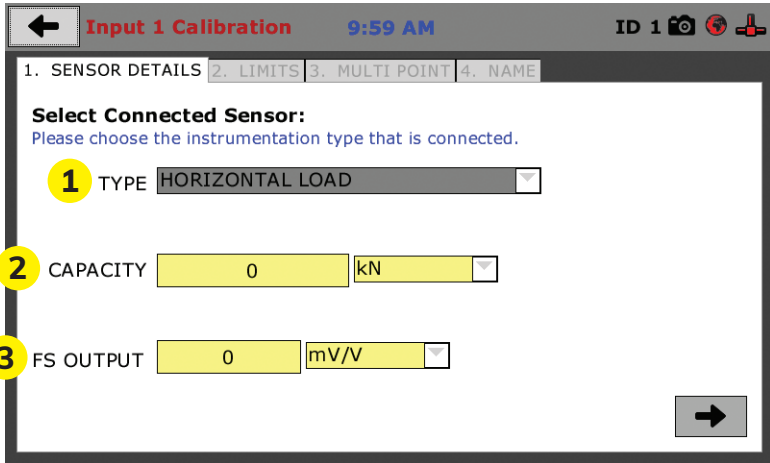 Input 1 Calibration 9:59 AM ID 1
1. SENSOR DETAILS 2. LIMITS 3. MULTI POINT 4. NAME
Select Connected Sensor:
Please choose the instrumentation type that is connected.
1 TYPE HORIZONTAL LOAD
2 CAPACITY 0 kN
3 FS OUTPUT 0 mV/V